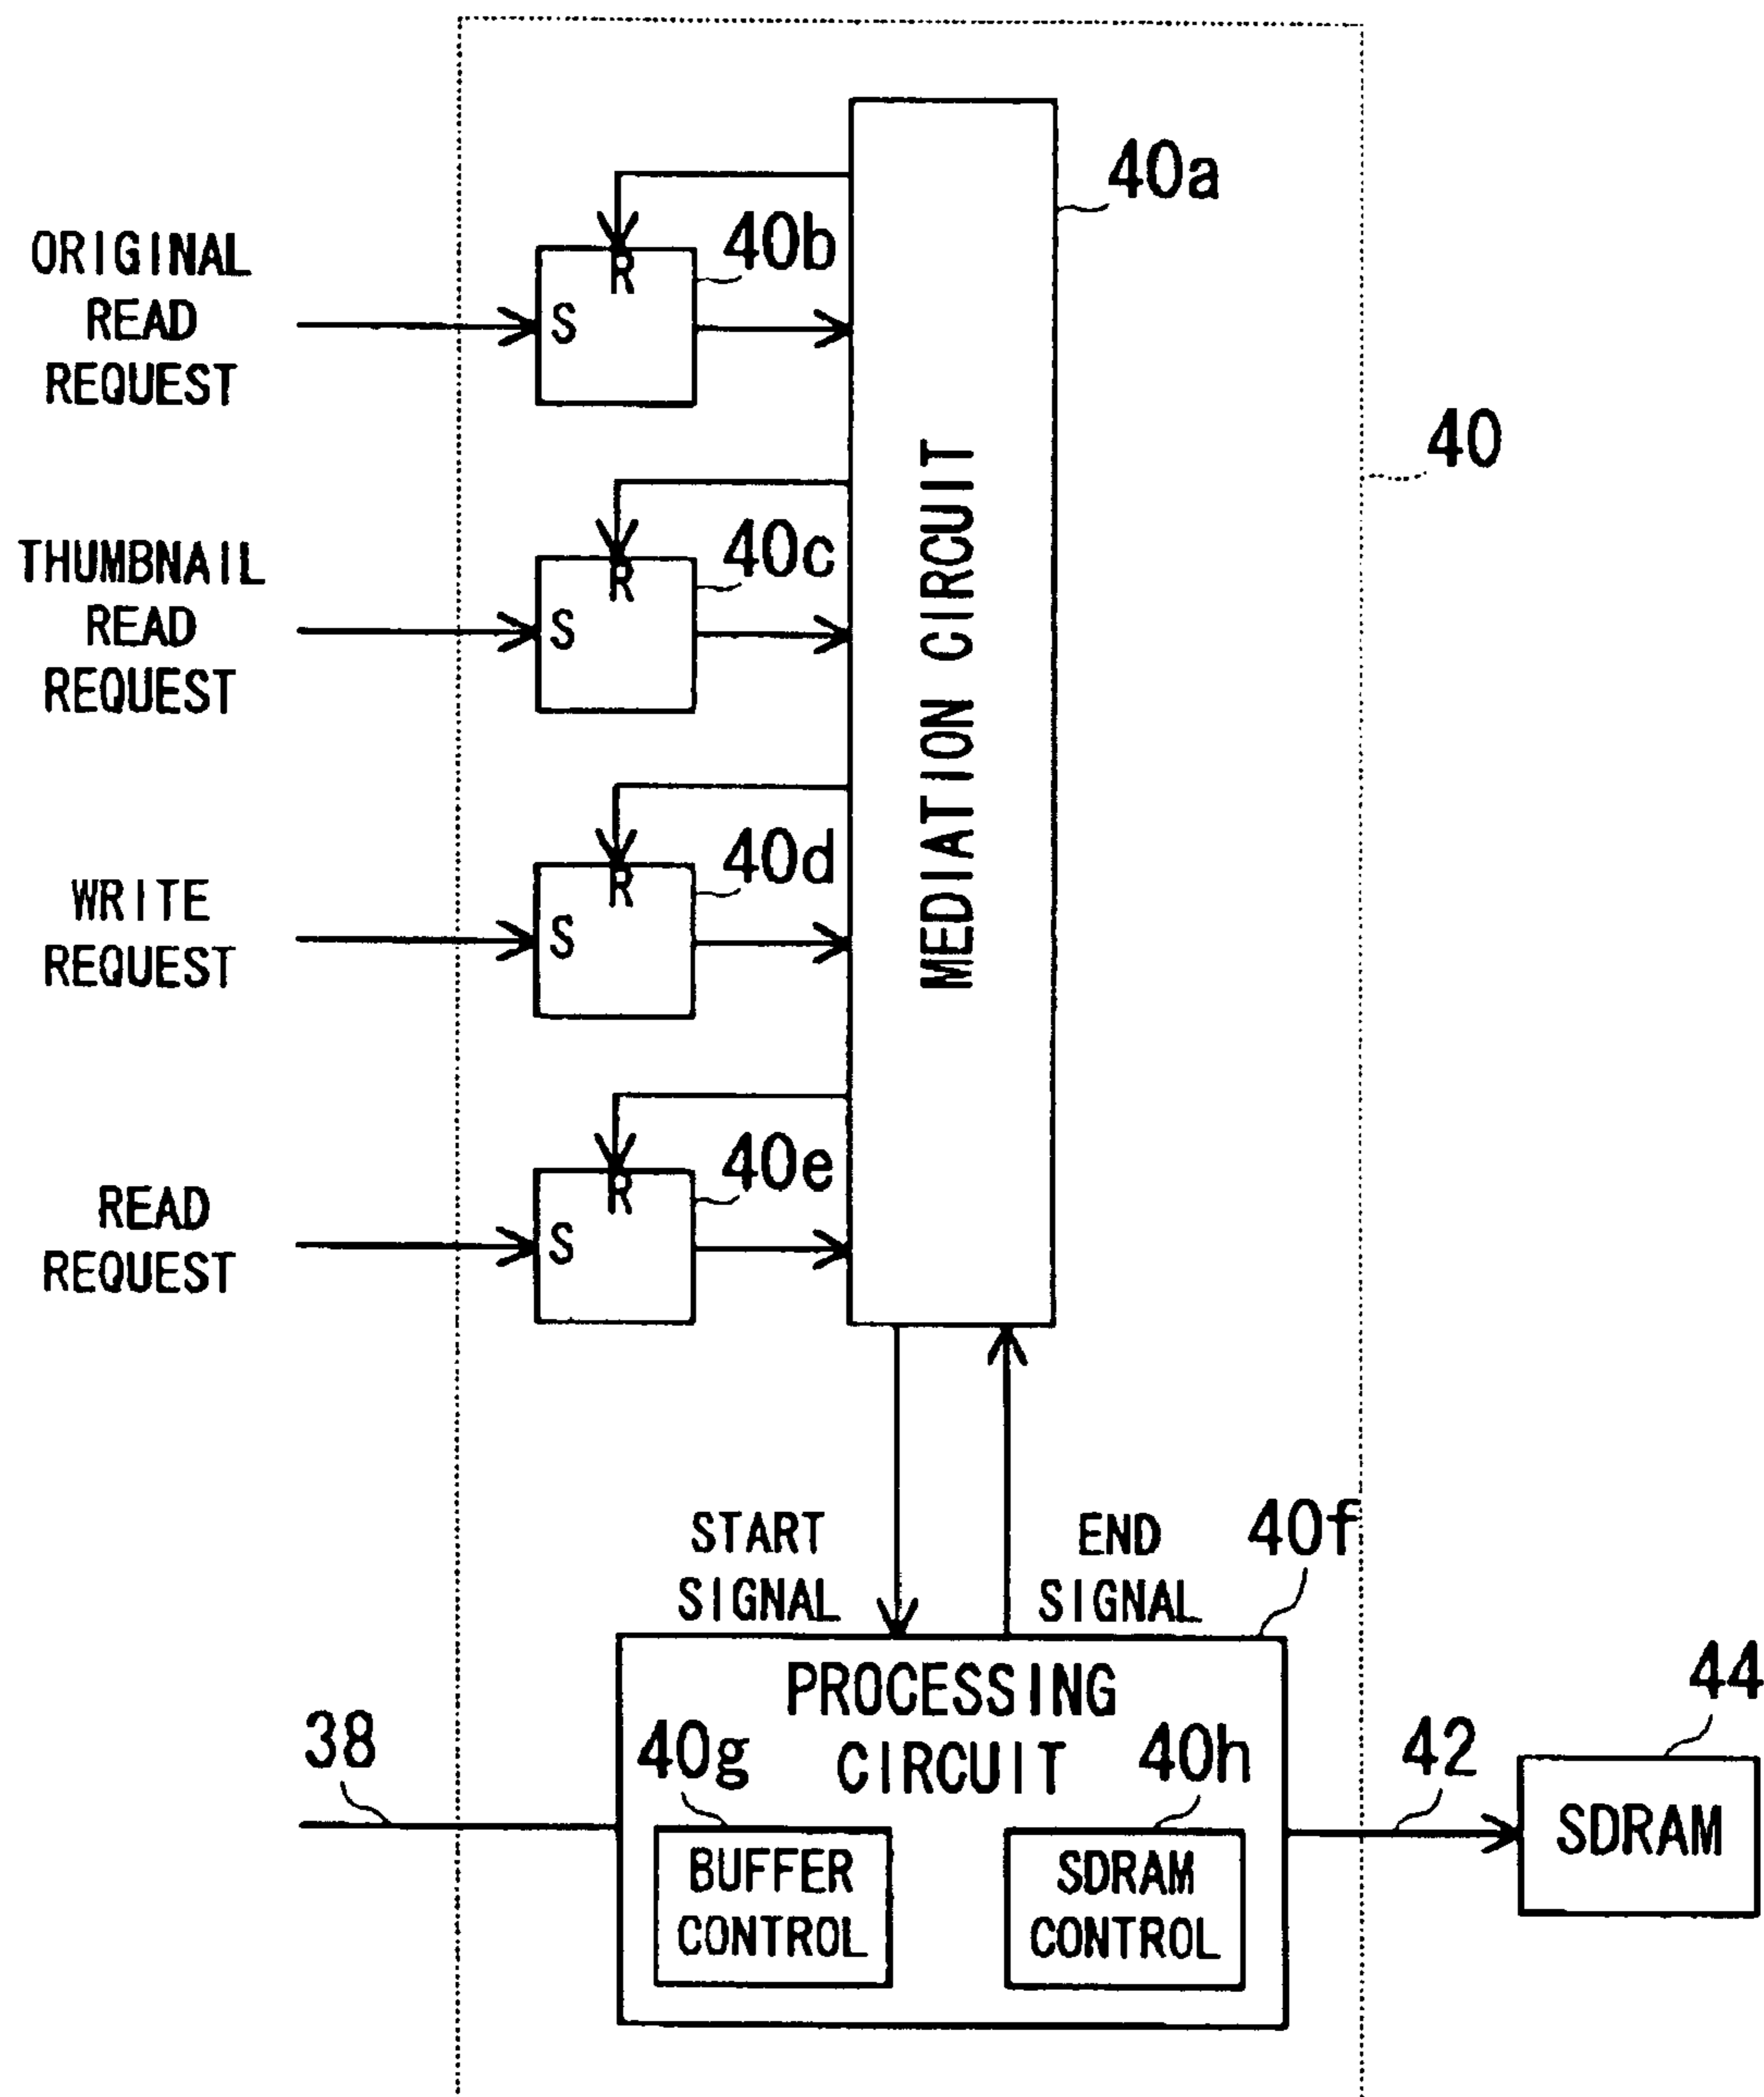 40a
ORIGINAL
READ
REQUEST
S
R
40b
40
THUMBNAIL
READ
REQUEST
S
R
40c
MEDIATION CIRCUIT
WRITE
REQUEST
S
R
40d
READ
REQUEST
S
R
40e
START
SIGNAL
END
SIGNAL
40f
PROCESSING
CIRCUIT
38
40g
40h
42
44
BUFFER
CONTROL
SDRAM
CONTROL
SDRAM